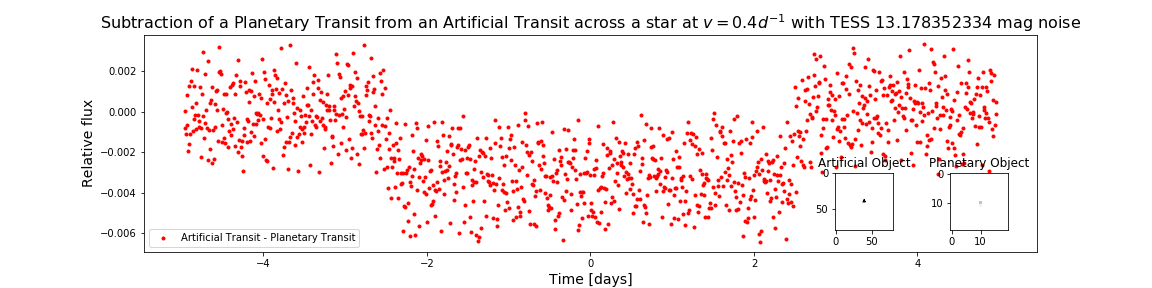 Subtraction of a Planetary Transit from an Artificial Transit across a star at v = 0.4d⁻¹ with TESS 13.178352334 mag noise
Relative flux
0.002
0.000
−0.002
−0.004
−0.006
Artificial Object
0
50
0 50
Planetary Object
0
10
0 10
Artificial Transit - Planetary Transit
−4 −2 0 2 4
Time [days]